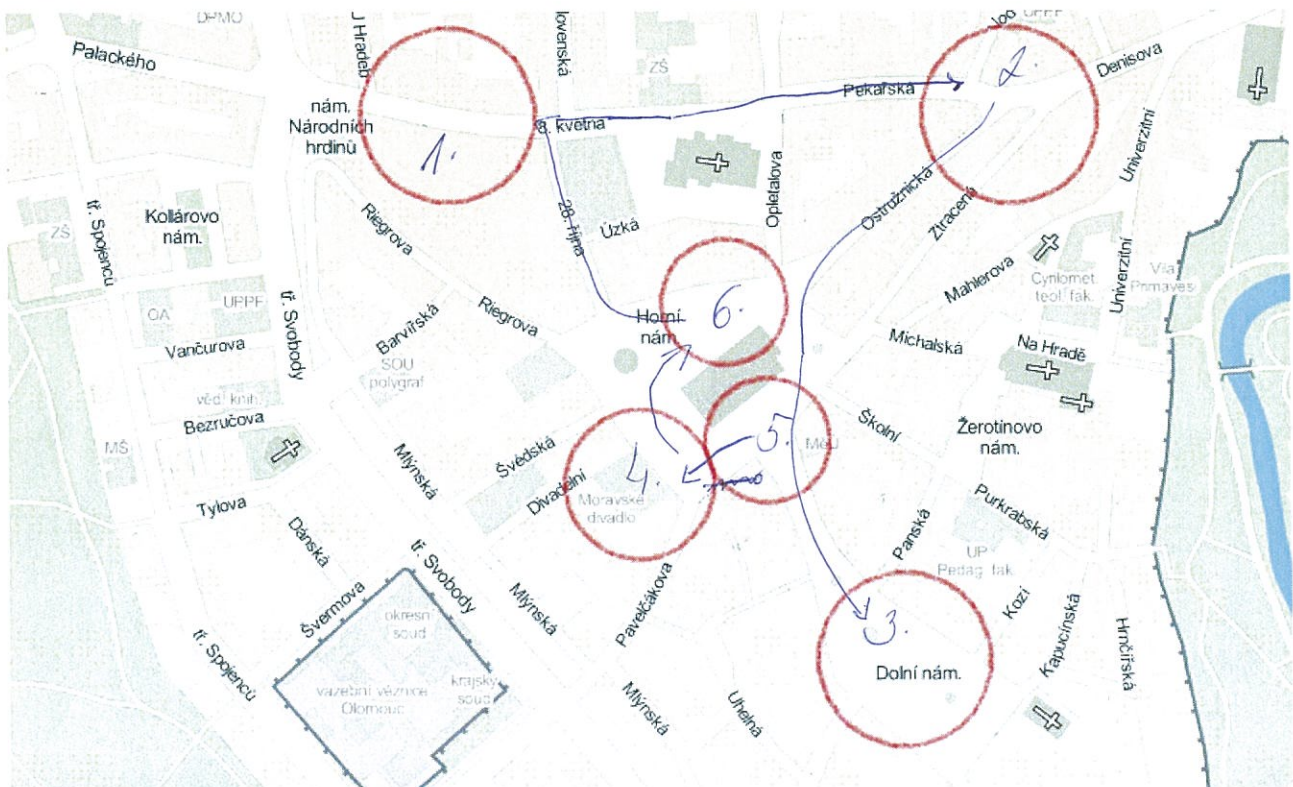 DPMO
Palackého
U Hradeb
lovenská
ZŠ
Pekařská
UPPF
2.
Denisova
nám.
Národních
hrdinů
1.
8. května
Univerzitní
tř. Spojenců
ZŠ
Kollárovo
nám.
Riegrova
28. října
Úzká
Opletalova
Ostružnická
Ztracená
Mahlerova
Cyrilomet.
teol. fak.
Univerzitní
Vila
Primavesi
OA
UPPF
tř. Svobody
Barvířská
Riegrova
Horní
nám.
6.
Vančurova
SOU
polygraf
Michalská
Na Hradě
věd. knih.
Bezručova
MŠ
Tylova
Mlýnská
Švédská
Divadelní
4.
Moravské
divadlo
5.
MěÚ
Školní
Žerotínovo
nám.
Dánská
tř. Svobody
Panská
Purkrabská
UP
Pedag. fak.
Švermova
okresní
soud
Mlýnská
Pavelčákova
3.
Dolní nám.
Kozí
Kapucínská
Hrnčířská
tř. Spojenců
vazební věznice
Olomouc
krajský
soud
Mlýnská
Uhelná